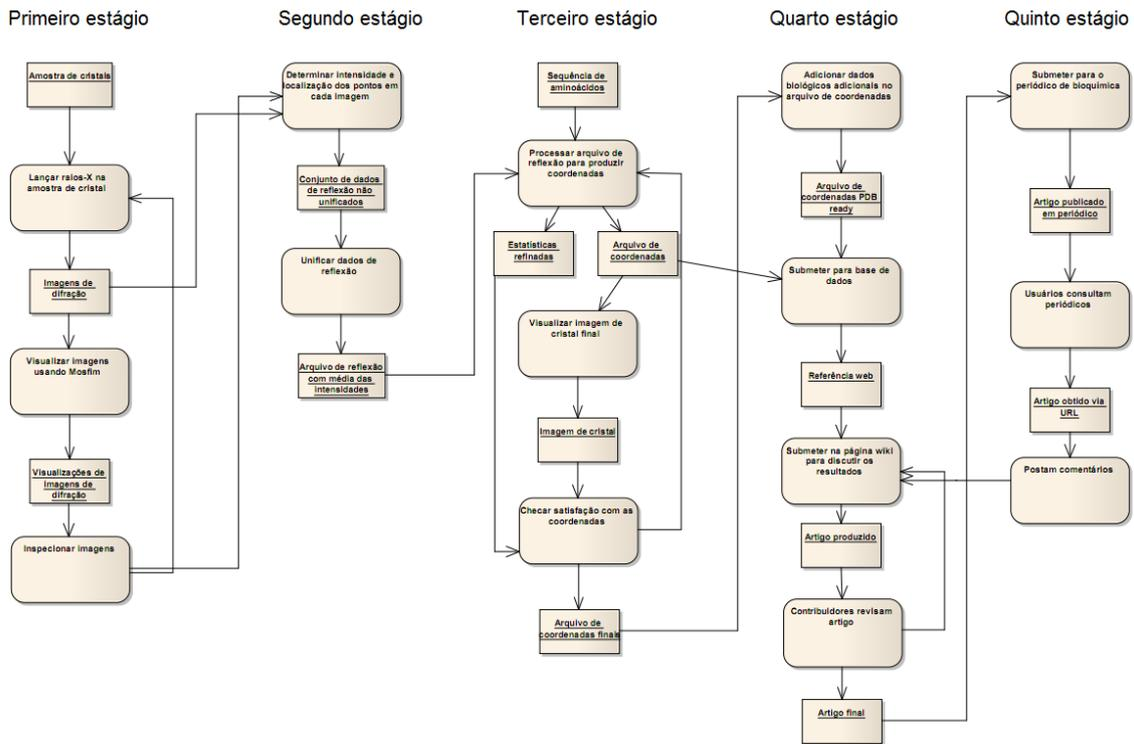 Primeiro estágio
Segundo estágio
Terceiro estágio
Quarto estágio
Quinto estágio
Amostra de cristais
Lançar raios-X na
amostra de cristal
Imagens de
difração
Visualizar imagens
usando Mosfim
Visualizações de
imagens de
difração
Inspecionar imagens
Determinar intensidade e
localização dos pontos em
cada imagem
Conjunto de dados
de reflexão não
unificados
Unificar dados de
reflexão
Arquivo de reflexão
com média das
intensidades
Sequência de
aminoácidos
Processar arquivo de
reflexão para produzir
coordenadas
Estatísticas
refinadas
Arquivo de
coordenadas
Visualizar imagem de
cristal final
Imagem de cristal
Checar satisfação com as
coordenadas
Arquivo de
coordenadas finais
Adicionar dados
biológicos adicionais no
arquivo de coordenadas
Arquivo de
coordenadas PDB
ready
Submeter para base de
dados
Referência web
Submeter na página wiki
para discutir os
resultados
Artigo produzido
Contribuidores revisam
artigo
Artigo final
Submeter para o
periódico de bioquímica
Artigo publicado
em periódico
Usuários consultam
periódicos
Artigo obtido via
URL
Postam comentários